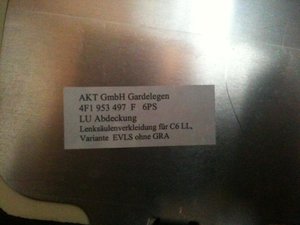 AKT GmbH Gardelegen
4F1 953 497 F 6PS
LU Abdeckung
Lenksäulenverkleidung für C6 LL,
Variante EVLS ohne GRA